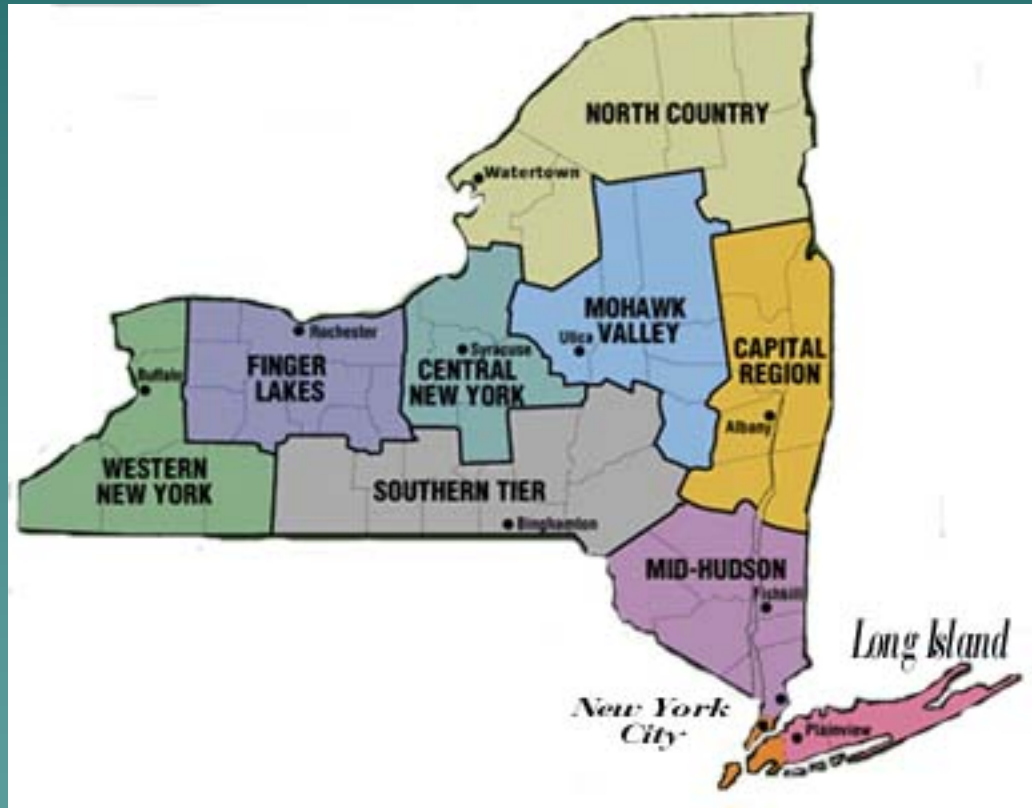 NORTH COUNTRY
Watertown
MOHAWK
VALLEY
Utica
Rochester
Syracuse
FINGER
LAKES
CENTRAL
NEW YORK
CAPITAL
REGION
Buffalo
Albany
WESTERN
NEW YORK
SOUTHERN TIER
Binghamton
MID-HUDSON
Fishkill
Long Island
New York
City
Plainview